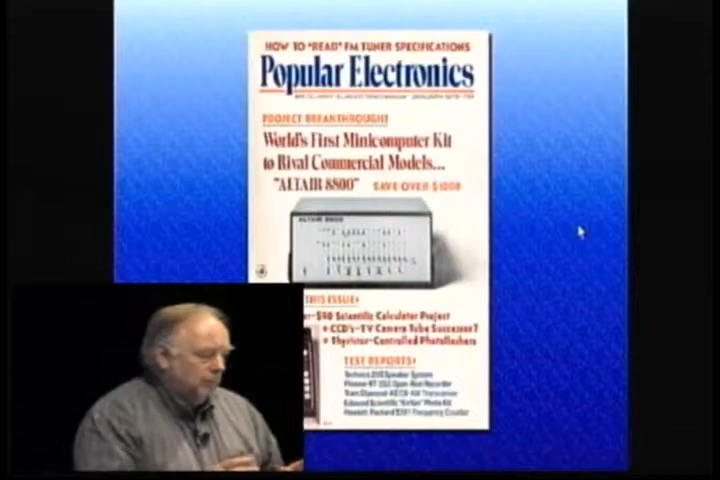 HOW TO "READ" FM TUNER SPECIFICATIONS
Popular Electronics
PROJECT BREAKTHROUGH!
World's First Minicomputer Kit
to Rival Commercial Models...
"ALTAIR 8800" SAVE OVER $1000
ALTAIR 8800
THIS ISSUE:
Scientific Calculator Project
• CCD's-TV Camera Tube Successor?
• Thyristor-Controlled Photoflashers
TEST REPORTS:
Technics 200 Speaker System
Pioneer RT-1011 Open-Reel Recorder
Tram Diamond-40 CB AM Transceiver
Edmund Scientific "Kirlian" Photo Kit
Hewlett-Packard 5381 Frequency Counter